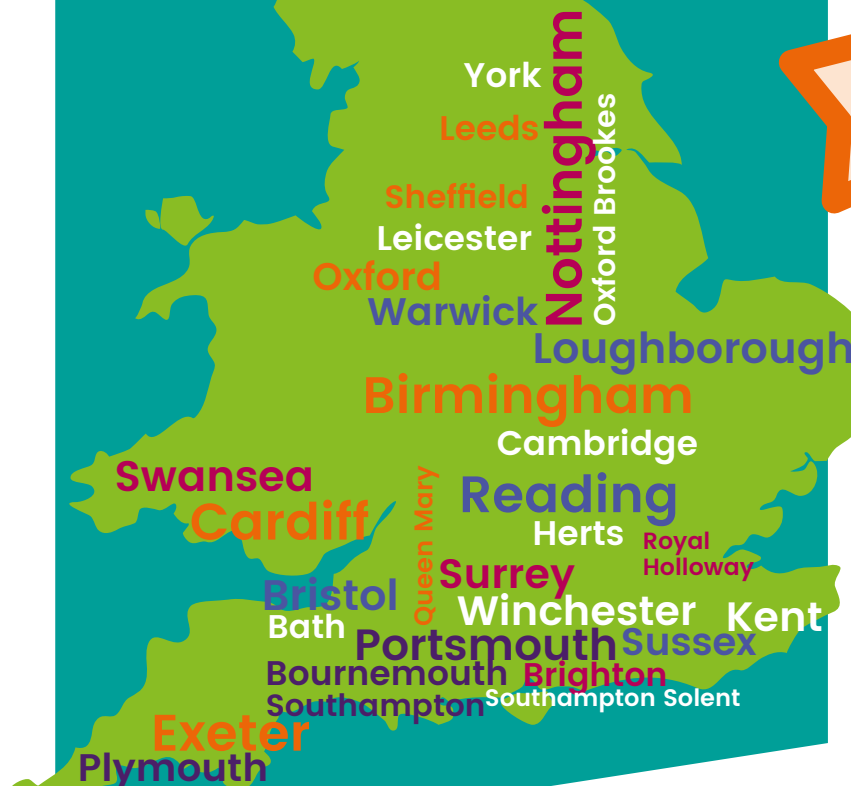 York
Nottingham
Leeds
Oxford Brookes
Sheffield
Leicester
Oxford
Warwick
Loughborough
Birmingham
Cambridge
Swansea
Cardiff
Queen Mary
Reading
Herts
Royal
Holloway
Surrey
Bristol
Winchester
Kent
Bath
Portsmouth
Sussex
Bournemouth
Brighton
Southampton
Southampton Solent
Exeter
Plymouth